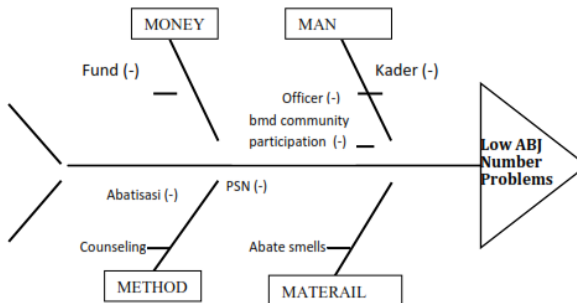 MONEY
MAN
Fund (-)
Kader (-)
Officer (-)
bmd community
participation (-)
Low ABJ
Number
Problems
Abatisasi (-)
PSN (-)
Counseling
Abate smells
METHOD
MATERAIL